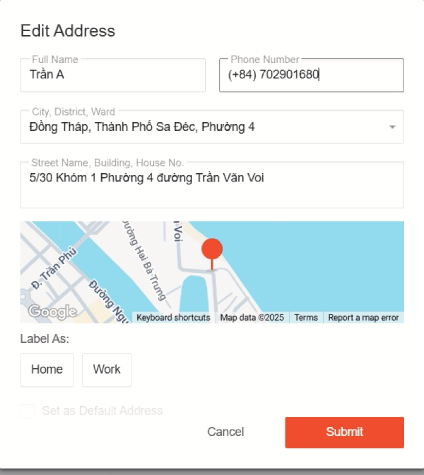 Edit Address
Full Name
Trần A
Phone Number
(+84) 702901680
City, District, Ward
Đồng Tháp, Thành Phố Sa Đéc, Phường 4
Street Name, Building, House No.
5/30 Khóm 1 Phường 4 đường Trần Văn Voi
Đ. Trần Phú
Đường Hai Bà Trưng
Voi
Google
Keyboard shortcuts
Map data ©2025
Terms
Report a map error
Label As:
Home
Work
Set as Default Address
Cancel
Submit